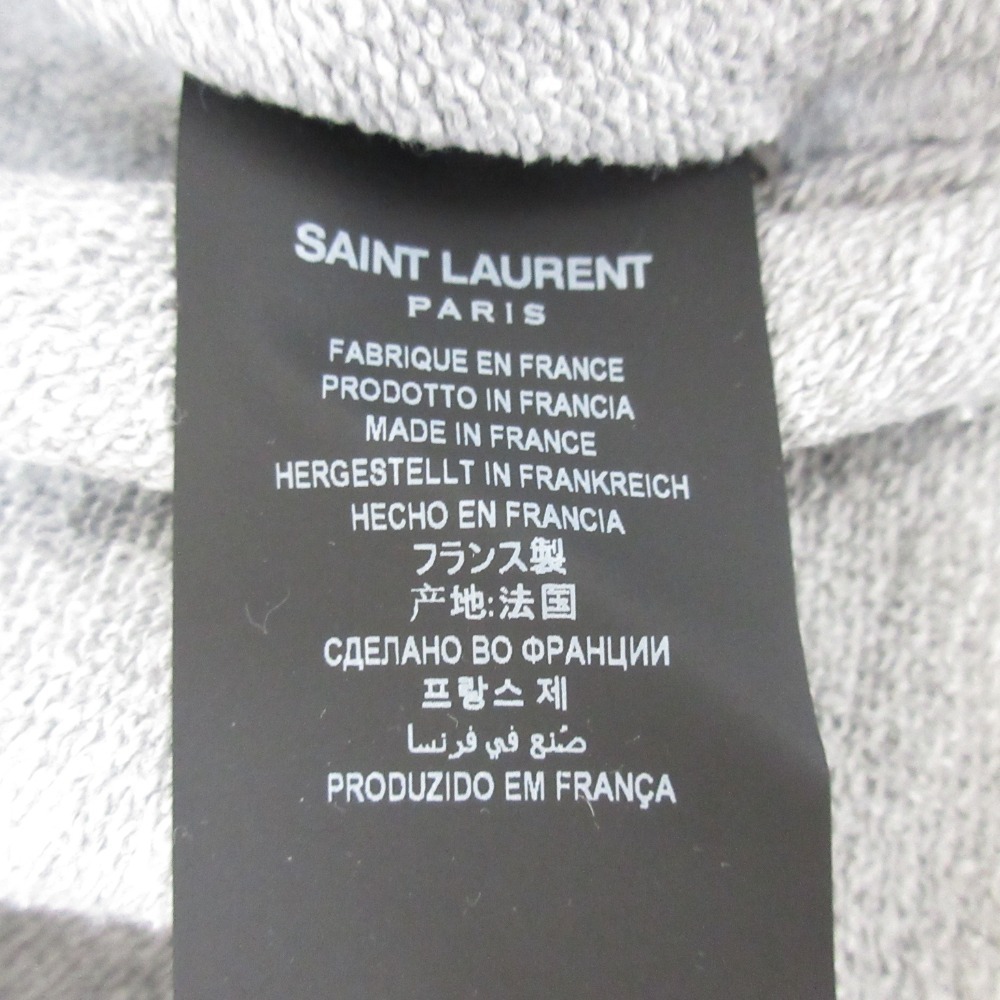 SAINT LAURENT
PARIS
FABRIQUE EN FRANCE
PRODOTTO IN FRANCIA
MADE IN FRANCE
HERGESTELLT IN FRANKREICH
HECHO EN FRANCIA
フランス製
产地:法国
СДЕЛАНО ВО ФРАНЦИИ
프랑스 제
صُنع في فرنسا
PRODUZIDO EM FRANÇA